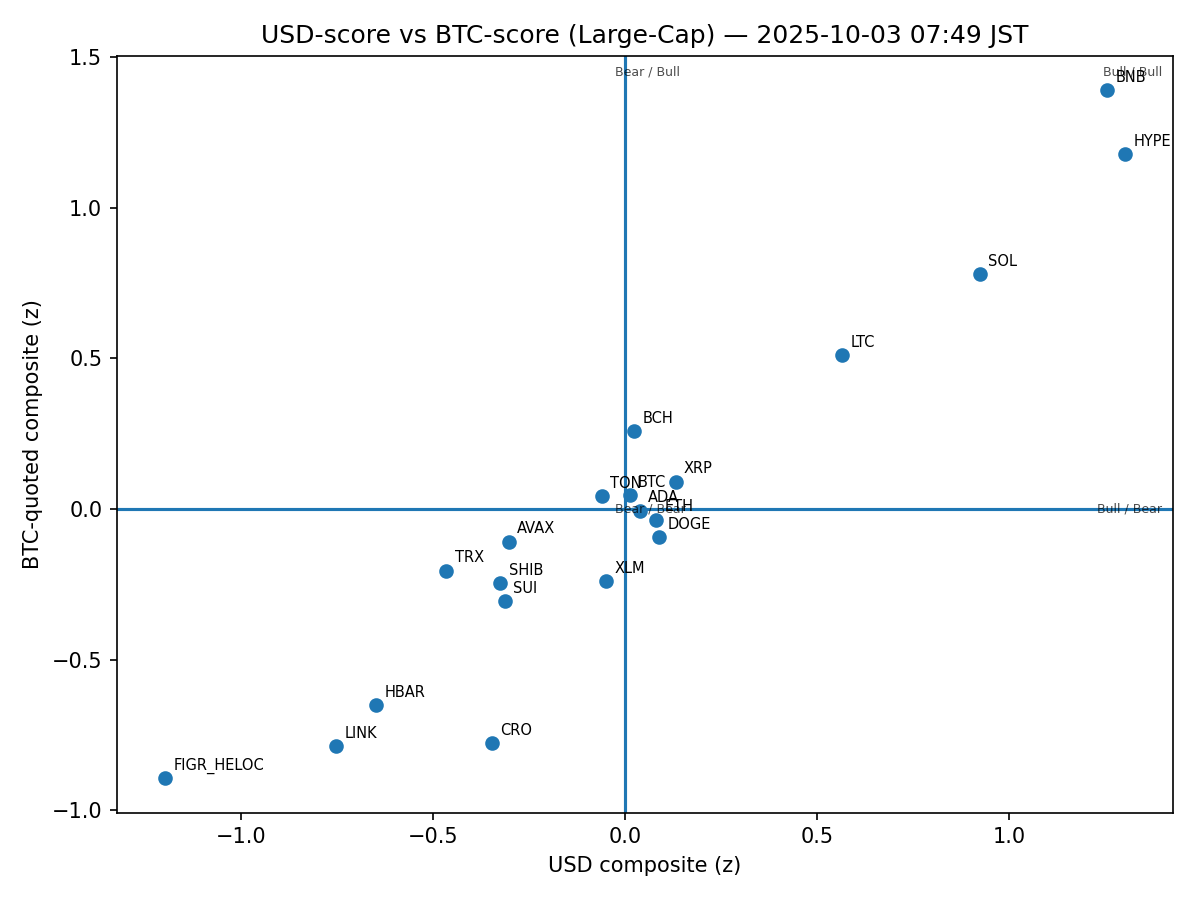 USD-score vs BTC-score (Large-Cap) — 2025-10-03 07:49 JST
1.5
Bear / Bull
Bull / Bull
BNB
HYPE
1.0
SOL
LTC
0.5
BCH
XRP
TON
BTC
ADA
ETH
0.0
Bear / Bear
Bull / Bear
DOGE
AVAX
TRX
SHIB
XLM
SUI
−0.5
HBAR
LINK
CRO
FIGR_HELOC
−1.0
−1.0
−0.5
0.0
0.5
1.0
USD composite (z)
BTC-quoted composite (z)